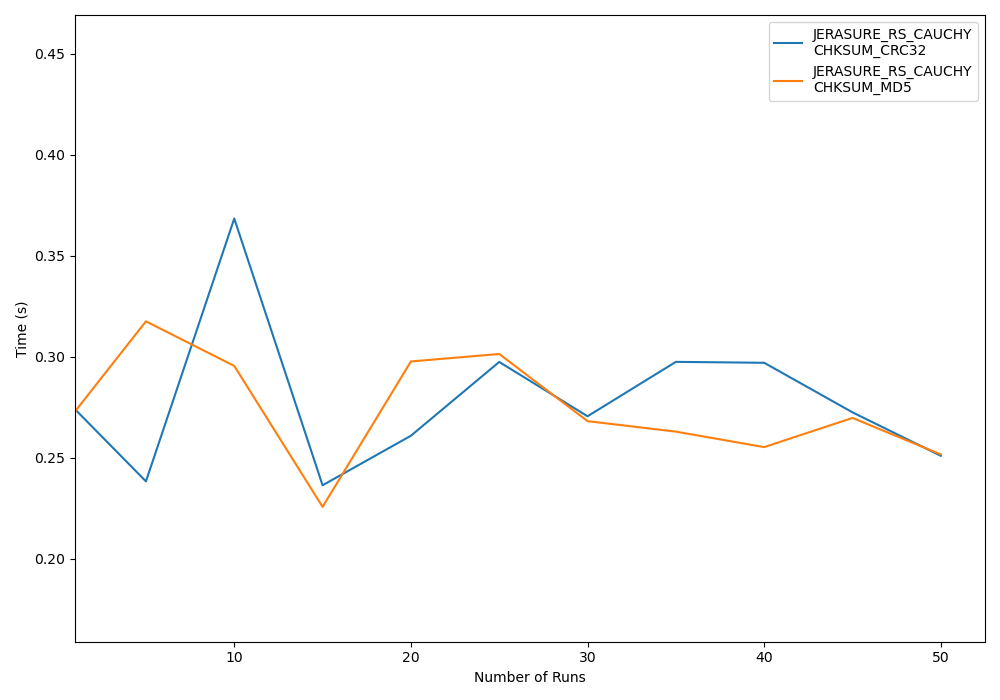 JERASURE_RS_CAUCHY
CHKSUM_CRC32
JERASURE_RS_CAUCHY
CHKSUM_MD5
0.45
0.40
0.35
0.30
0.25
0.20
Time (s)
10 20 30 40 50
Number of Runs